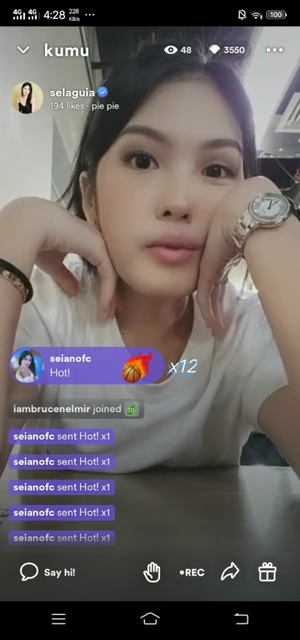 4G 4G 4:28 228 B/s 100
kumu 48 3550
selaguia
194 likes · pie pie
seianofc
Hot! x12
iambrucenelmir joined
seianofc sent Hot! x1
seianofc sent Hot! x1
seianofc sent Hot! x1
seianofc sent Hot! x1
seianofc sent Hot! x1
Say hi! •REC